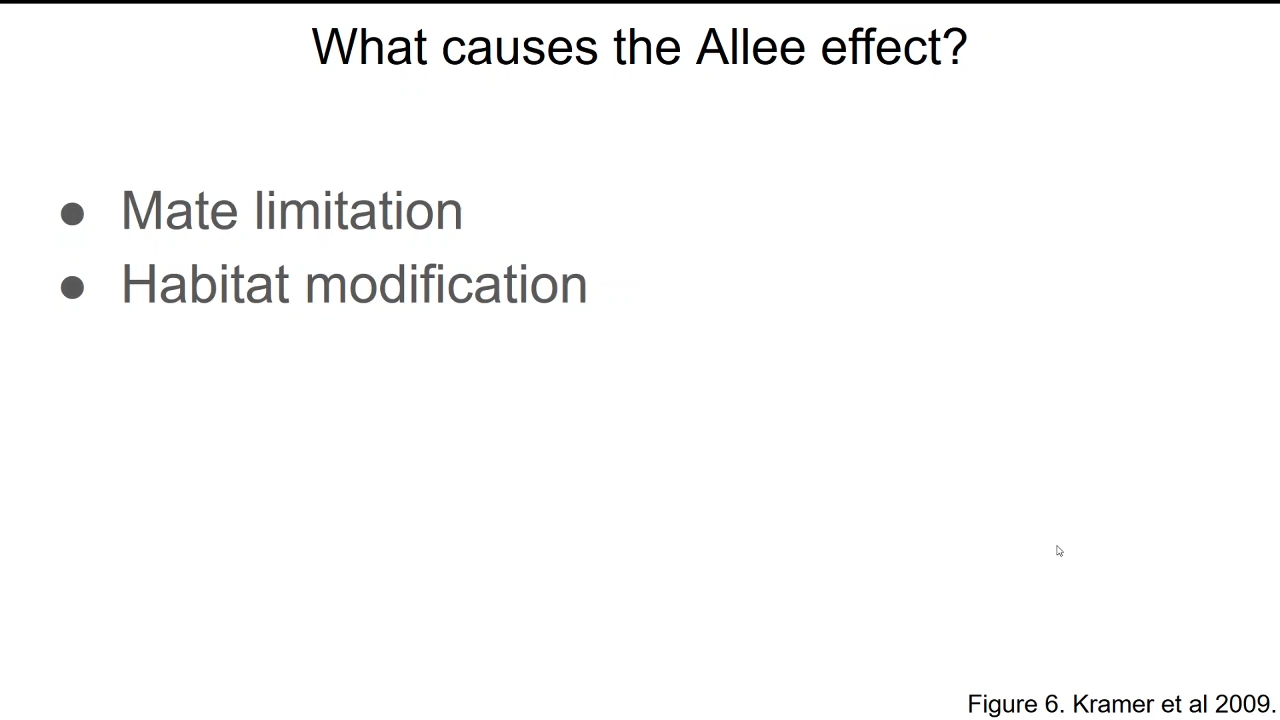 What causes the Allee effect?
● Mate limitation
● Habitat modification
Figure 6. Kramer et al 2009.